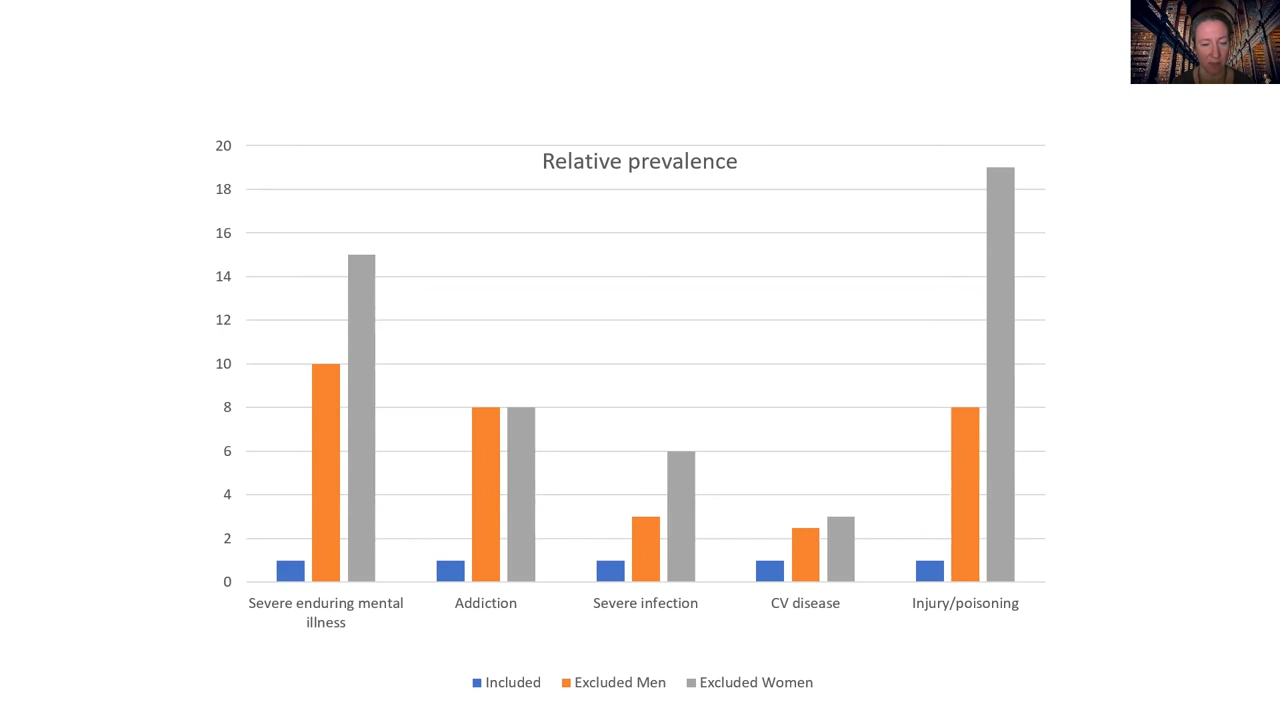 Relative prevalence
20
18
16
14
12
10
8
6
4
2
0
Severe enduring mental
illness
Addiction
Severe infection
CV disease
Injury/poisoning
Included
Excluded Men
Excluded Women